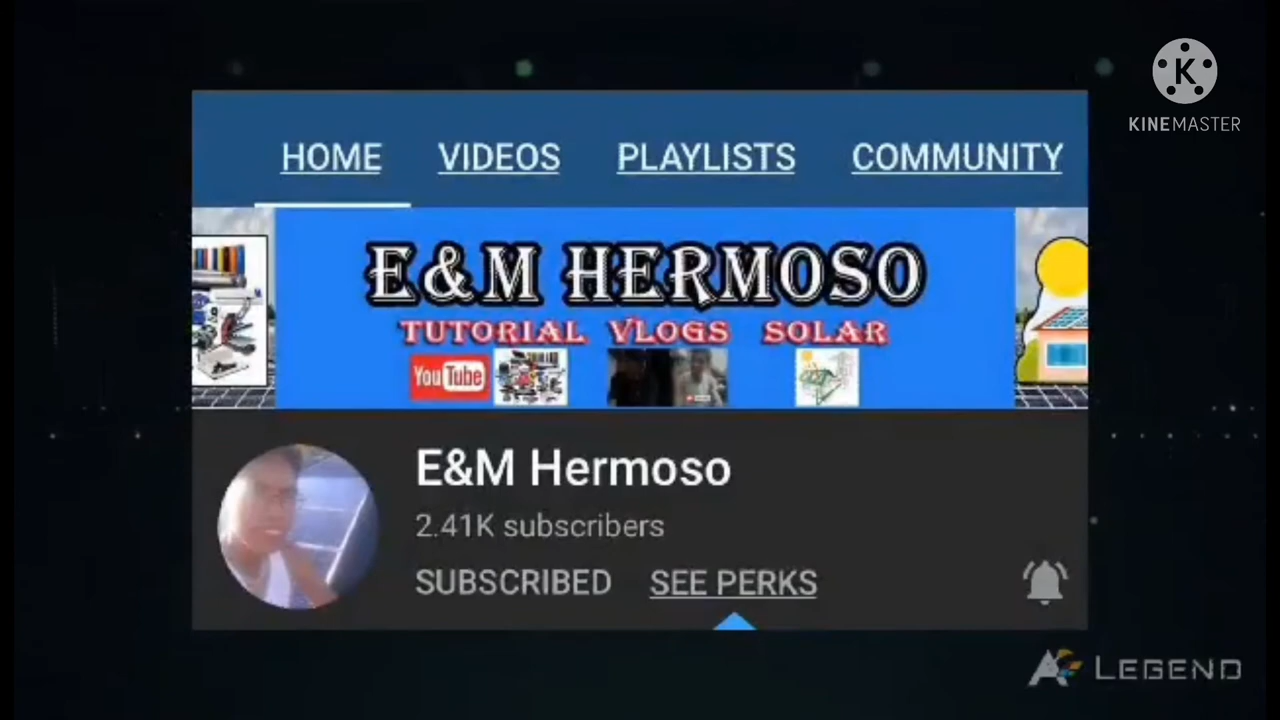 K
KINEMASTER
HOME VIDEOS PLAYLISTS COMMUNITY
E&M HERMOSO
TUTORIAL VLOGS SOLAR
YouTube
E&M Hermoso
2.41K subscribers
SUBSCRIBED SEE PERKS
LEGEND